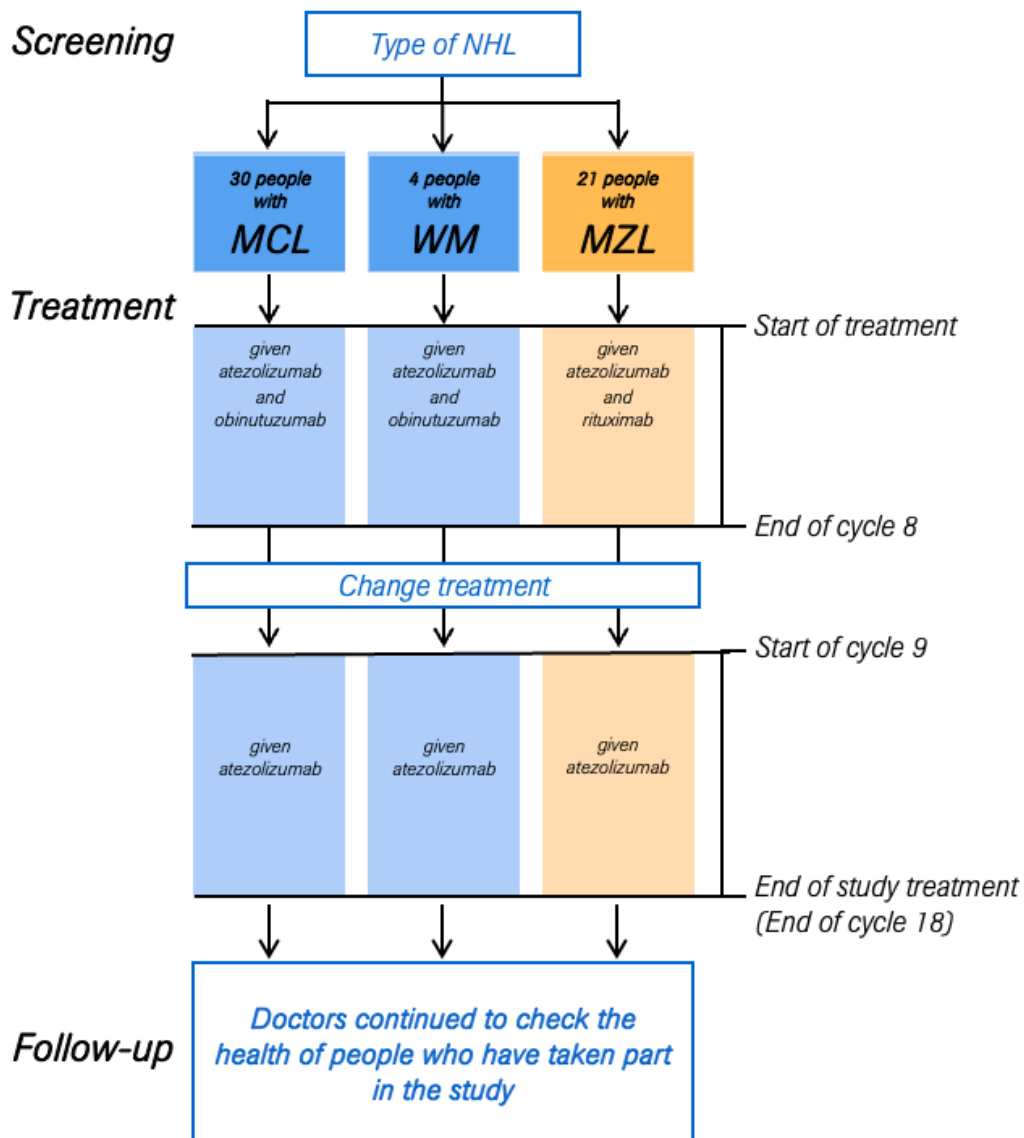 Screening
Type of NHL
30 people
with
MCL
4 people
with
WM
21 people
with
MZL
Treatment
Start of treatment
given
atezolizumab
and
obinutuzumab
given
atezolizumab
and
obinutuzumab
given
atezolizumab
and
rituximab
End of cycle 8
Change treatment
Start of cycle 9
given
atezolizumab
given
atezolizumab
given
atezolizumab
End of study treatment
(End of cycle 18)
Follow-up
Doctors continued to check the
health of people who have taken part
in the study